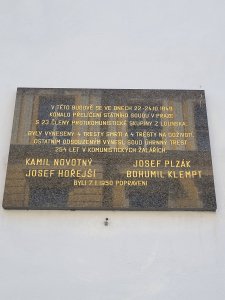 V TÉTO BUDOVĚ SE VE DNECH 22.-24.10.1949
KONALO PŘELÍČENÍ STÁTNÍHO SOUDU V PRAZE
S 23 ČLENY PROTIKOMUNISTICKÉ SKUPINY Z LOUNSKA.
BYLY VYNESENY 4 TRESTY SMRTI A 4 TRESTY NA DOŽIVOTÍ.
OSTATNÍM ODSOUZENÝM VYNESL SOUD ÚHRNNÝ TREST
254 LET V KOMUNISTICKÝCH ŽALÁŘÍCH.
KAMIL NOVOTNÝ JOSEF PLZÁK
JOSEF HOŘEJŠÍ BOHUMIL KLEMPT
BYLI 7.1.1950 POPRAVENI